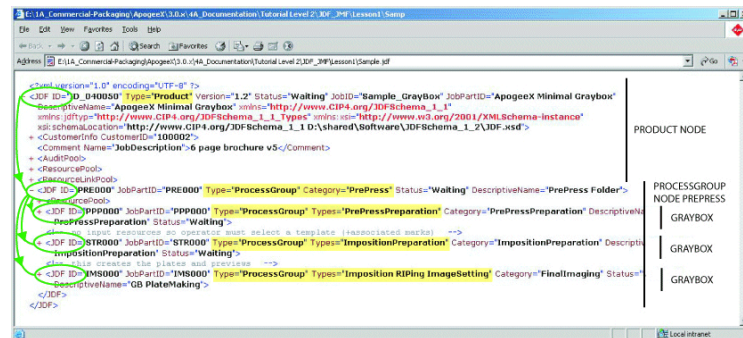 E:\1A_Commercial-Packaging\ApogeeX\3.0.x\4A_Documentation\Tutorial Level 2\JDF_JMF\Lesson1\Samp
File Edit View Favorites Tools Help
Back Search Favorites
Address E:\1A_Commercial-Packaging\ApogeeX\3.0.x\4A_Documentation\Tutorial Level 2\JDF_JMF\Lesson1\Sample.jdf Go
<?xml version="1.0" encoding="UTF-8" ?>
- <JDF ID="D_040850" Type="Product" Version="1.2" Status="Waiting" JobID="Sample_GrayBox" JobPartID="ApogeeX Minimal Graybox"
DescriptiveName="ApogeeX Minimal Graybox" xmlns="http://www.CIP4.org/JDFSchema_1_1"
xmlns:jdftyp="http://www.CIP4.org/JDFSchema_1_1_Types" xmlns:xsi="http://www.w3.org/2001/XMLSchema-instance"
xsi:schemaLocation="http://www.CIP4.org/JDFSchema_1_1 D:\shared\Software\JDFSchema_1_2\JDF.xsd">
PRODUCT NODE
+ <CustomerInfo CustomerID="100002">
<Comment Name="JobDescription">6 page brochure v5</Comment>
+ <AuditPool>
+ <ResourcePool>
+ <ResourceLinkPool>
- <JDF ID="PRE000" JobPartID="PRE000" Type="ProcessGroup" Category="PrePress" Status="Waiting" DescriptiveName="PrePress Folder">
PROCESSGROUP
NODE PREPRESS
+ <ResourcePool>
+ <JDF ID="PPP000" JobPartID="PPP000" Type="ProcessGroup" Types="PrePressPreparation" Category="PrePressPreparation" DescriptiveNa
PrePressPreparation" Status="Waiting">
GRAYBOX
<!-- no input resources so operator must select a template (+associated marks) -->
+ <JDF ID="STR000" JobPartID="STR000" Type="ProcessGroup" Types="ImpositionPreparation" Category="ImpositionPreparation" Descripti
ImpositionPreparation" Status="Waiting">
GRAYBOX
<!-- this creates the plates and previews -->
+ <JDF ID="IMS000" JobPartID="IMS000" Type="ProcessGroup" Types="Imposition RIPing ImageSetting" Category="FinalImaging" Status="
DescriptiveName="GB PlateMaking">
GRAYBOX
</JDF>
</JDF>
Local intranet